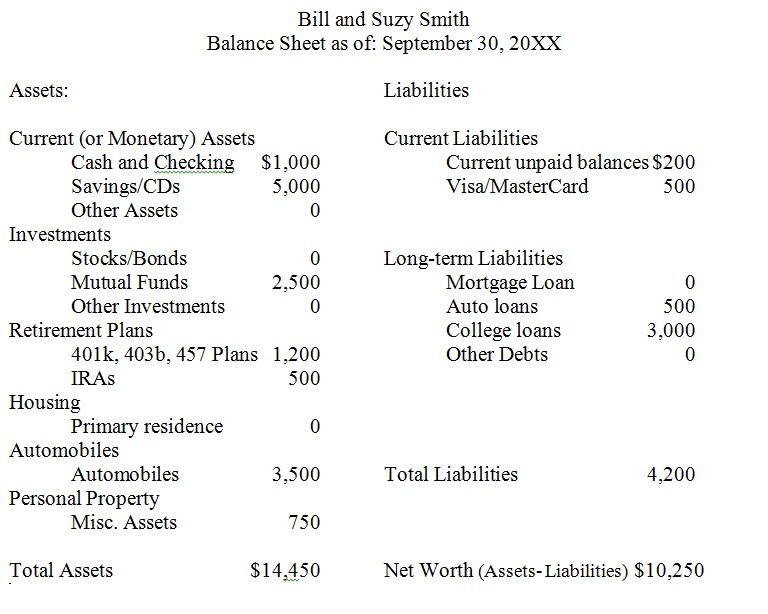 Bill and Suzy Smith
Balance Sheet as of: September 30, 20XX
Assets: Liabilities
Current (or Monetary) Assets Current Liabilities
Cash and Checking $1,000 Current unpaid balances $200
Savings/CDs 5,000 Visa/MasterCard 500
Other Assets 0
Investments
Stocks/Bonds 0 Long-term Liabilities
Mutual Funds 2,500 Mortgage Loan 0
Other Investments 0 Auto loans 500
Retirement Plans College loans 3,000
401k, 403b, 457 Plans 1,200 Other Debts 0
IRAs 500
Housing
Primary residence 0
Automobiles
Automobiles 3,500 Total Liabilities 4,200
Personal Property
Misc. Assets 750
Total Assets $14,450 Net Worth (Assets-Liabilities) $10,250